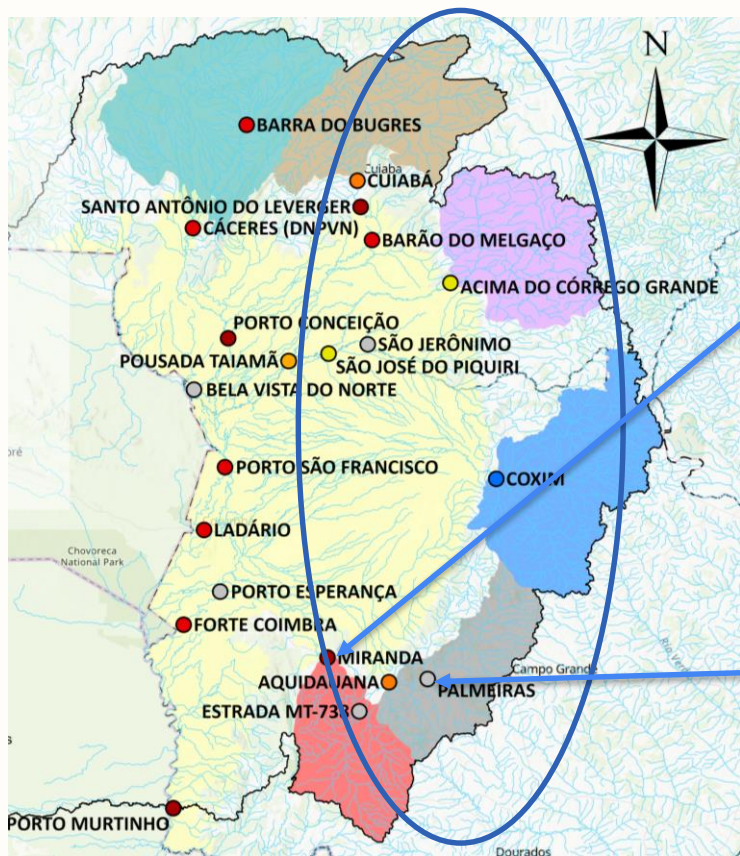 N
BARRA DO BUGRES
Cuiaba
CUIABÁ
SANTO ANTÔNIO DO LEVERGER
CÁCERES (DNPVN)
BARÃO DO MELGAÇO
ACIMA DO CÓRREGO GRANDE
PORTO CONCEIÇÃO
SÃO JERÔNIMO
POUSADA TAIAMÃ
SÃO JOSÉ DO PIQUIRI
BELA VISTA DO NORTE
PORTO SÃO FRANCISCO
COXIM
LADÁRIO
Chovoreca
National Park
PORTO ESPERANÇA
FORTE COIMBRA
MIRANDA
Campo Grande
AQUIDAUANA
PALMEIRAS
ESTRADA MT-738
PORTO MURTINHO
Dourados